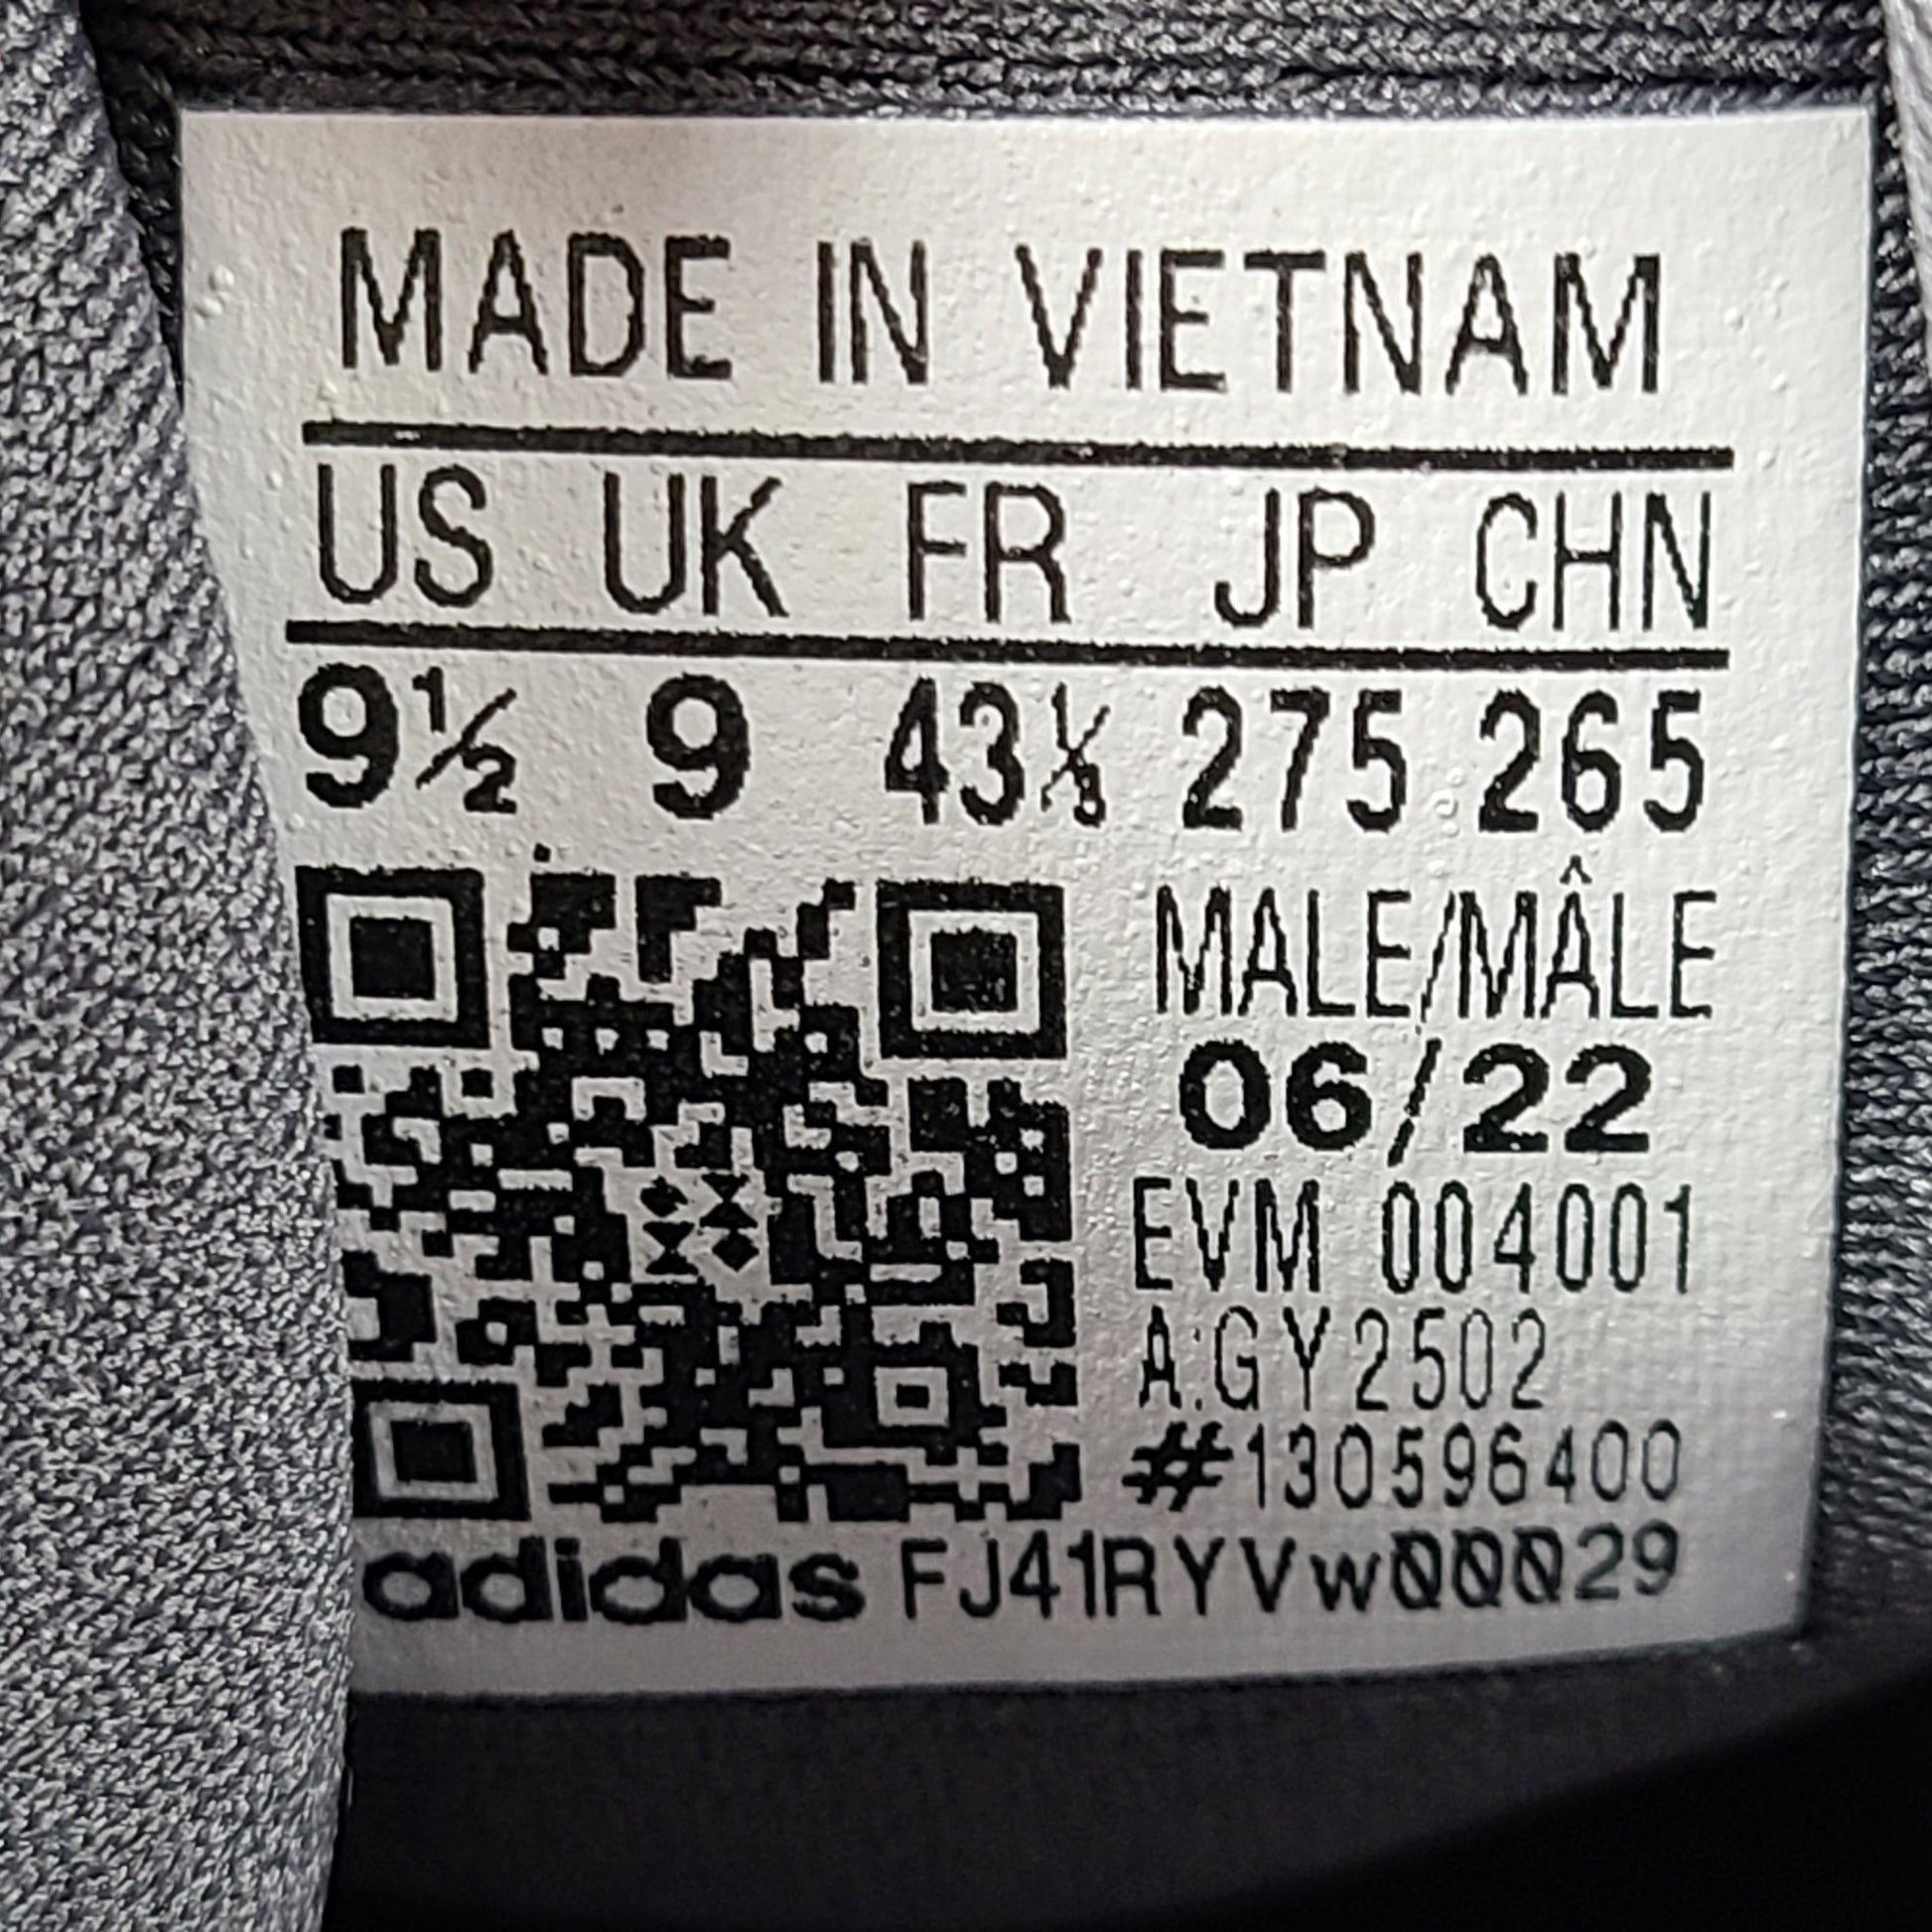 MADE IN VIETNAM
US UK FR JP CHN
9½ 9 43⅓ 275 265
MALE/MÂLE
06/22
EVM 004001
A:GY2502
#130596400
adidas FJ41RYVw00029